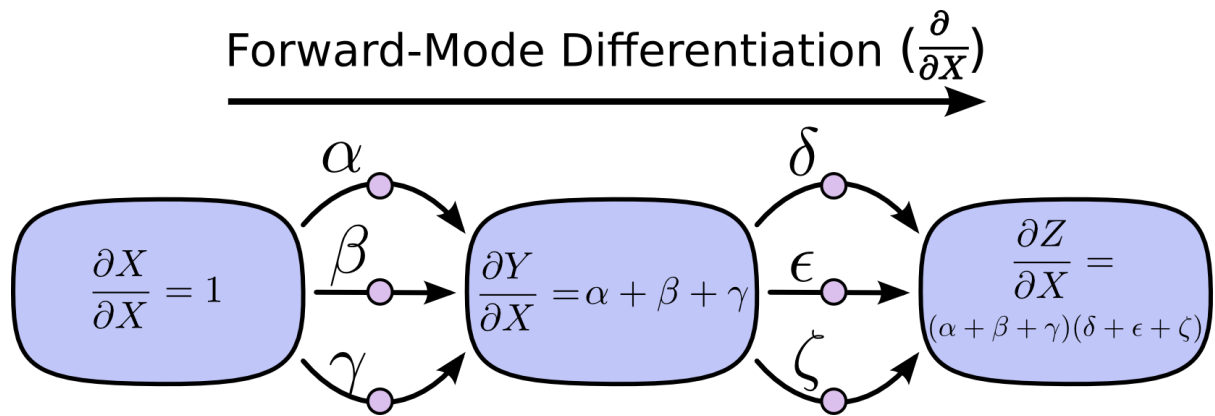 Forward-Mode Differentiation (∂/∂X)
α
δ
β
ϵ
γ
ζ
∂X/∂X = 1
∂Y/∂X = α + β + γ
∂Z/∂X =
(α + β + γ)(δ + ϵ + ζ)